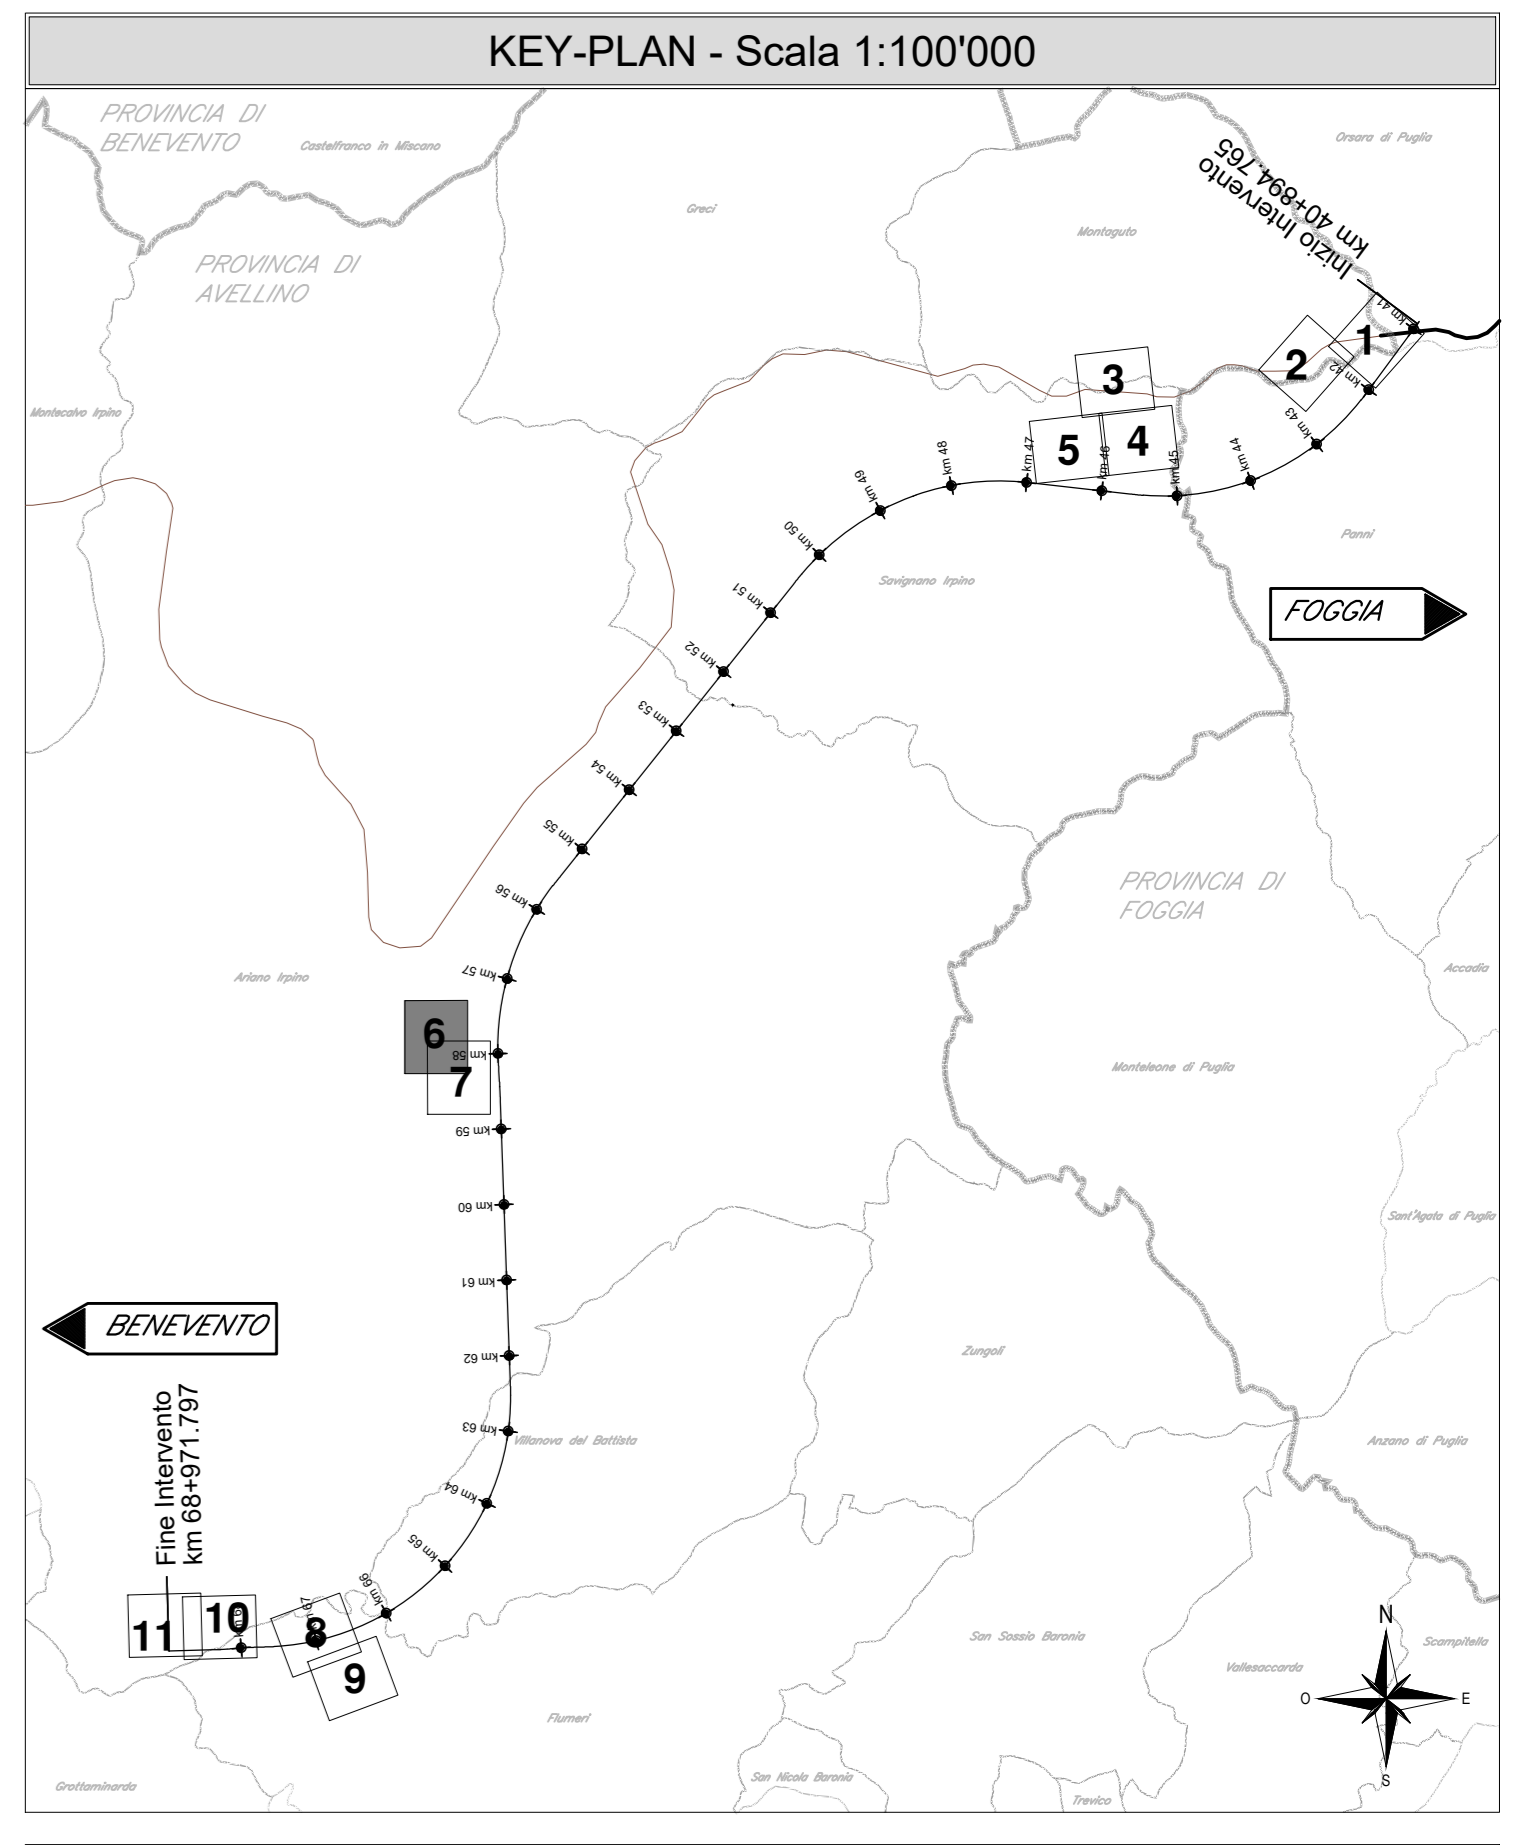 KEY-PLAN - Scala 1:100'000
PROVINCIA DI
BENEVENTO
Castelfranco in Miscano
Orsara di Puglia
Greci
Montaguto
Inizio Intervento
km 40+894.765
PROVINCIA DI
AVELLINO
km 41
1
2
km 42
3
Montecalvo Irpino
km 43
5
4
km 44
km 45
km 46
km 47
km 48
km 49
km 50
Panni
Savignano Irpino
km 51
FOGGIA
km 52
km 53
km 54
km 55
km 56
PROVINCIA DI
FOGGIA
km 57
Ariano Irpino
Accadia
6
km 58
7
Monteleone di Puglia
km 59
km 60
Sant'Agata di Puglia
km 61
BENEVENTO
km 62
Zungoli
Fine Intervento
km 68+971.797
km 63
Villanova del Battista
Anzano di Puglia
km 64
km 65
km 66
11
10
8
9
N
O
E
S
San Sossio Baronia
Vallesaccarda
Scampitella
Flumeri
Grottaminarda
San Nicola Baronia
Trevico